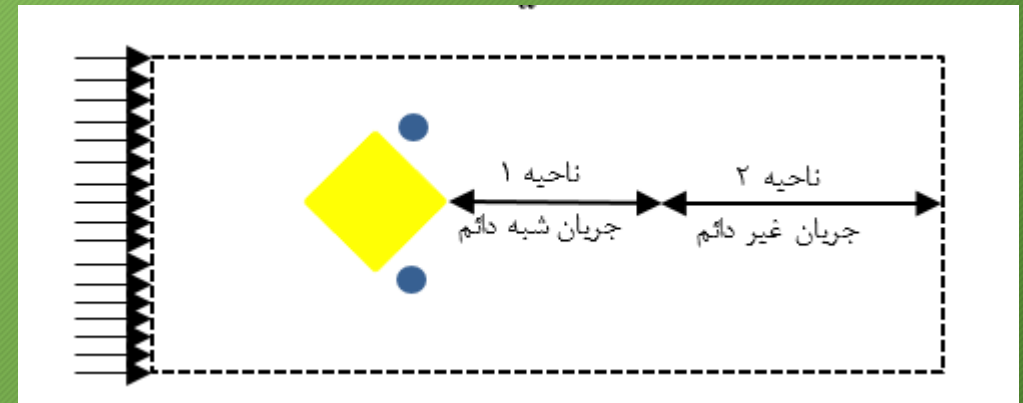 ناحیه ۱
جریان شبه دائم
ناحیه ۲
جریان غیر دائم